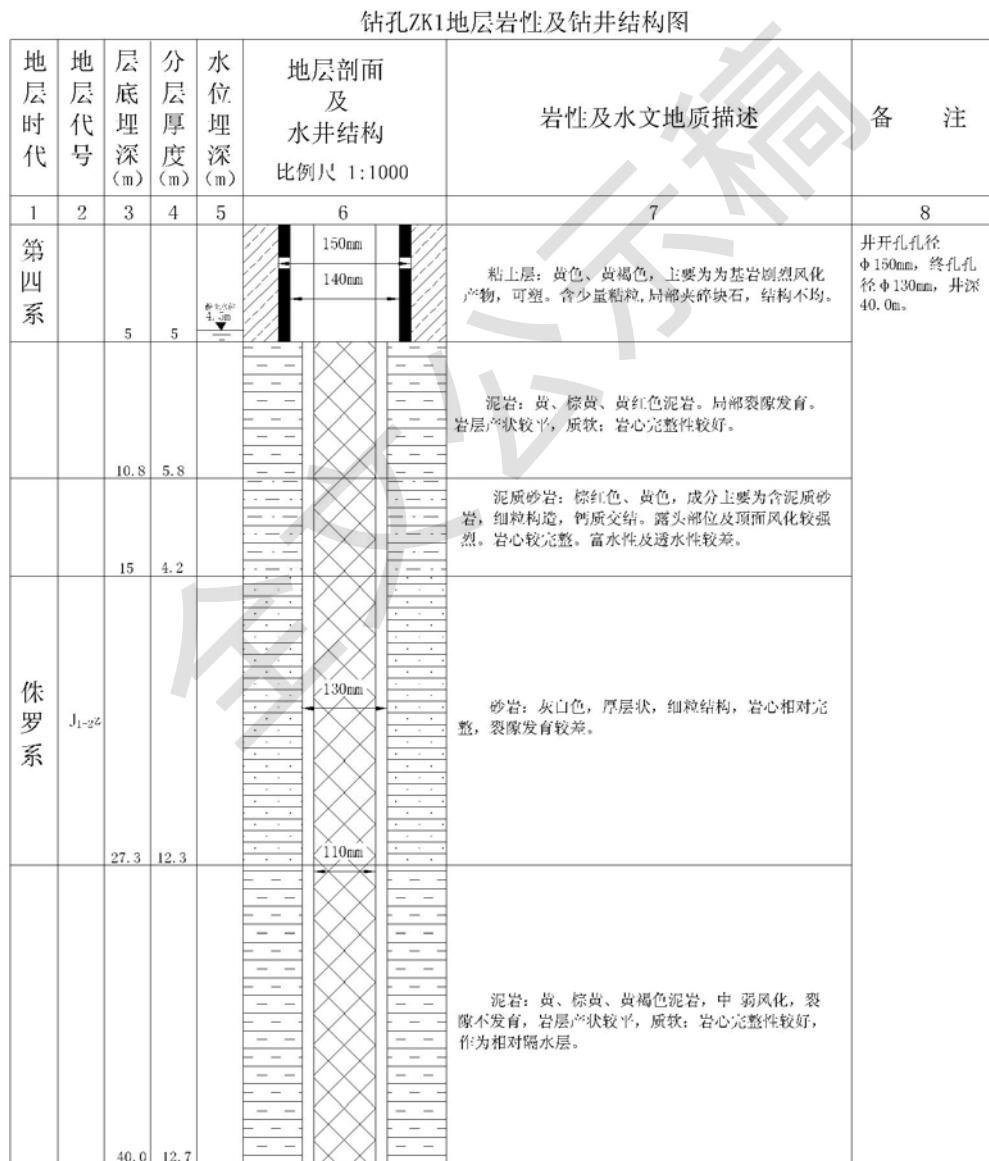 钻孔ZK1地层岩性及钻井结构图
地层时代
地层代号
层底埋深(m)
分层厚度(m)
水位埋深(m)
地层剖面
及
水井结构
比例尺 1:1000
岩性及水文地质描述
备 注
1 2 3 4 5 6 7 8
第四系
5 5
4.5m
150mm
140mm
粘土层：黄色、黄褐色，主要为为基岩剧烈风化
产物，可塑。含少量粘粒,局部夹碎块石，结构不均。
井开孔孔径
φ150mm，终孔孔
径φ130mm，井深
40.0m。
10.8 5.8
泥岩：黄、棕黄、黄红色泥岩。局部裂隙发育。
岩层产状较平，质软；岩心完整性较好。
15 4.2
泥质砂岩：棕红色、黄色，成分主要为含泥质砂
岩，细粒构造，钙质交结。露头部位及顶面风化较强
烈。岩心较完整。富水性及透水性较差。
侏罗系
J₁₋₂z
27.3 12.3
130mm
110mm
砂岩：灰白色，厚层状，细粒结构，岩心相对完
整，裂隙发育较差。
40.0 12.7
泥岩：黄、棕黄、黄褐色泥岩，中 弱风化，裂
隙不发育，岩层产状较平，质软；岩心完整性较好，
作为相对隔水层。
全文公示稿